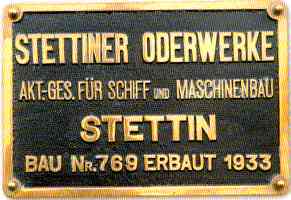 STETTINER ODERWERKE
AKT.-GES. FÜR SCHIFF UND MASCHINENBAU
STETTIN
BAU NR. 769 ERBAUT 1933